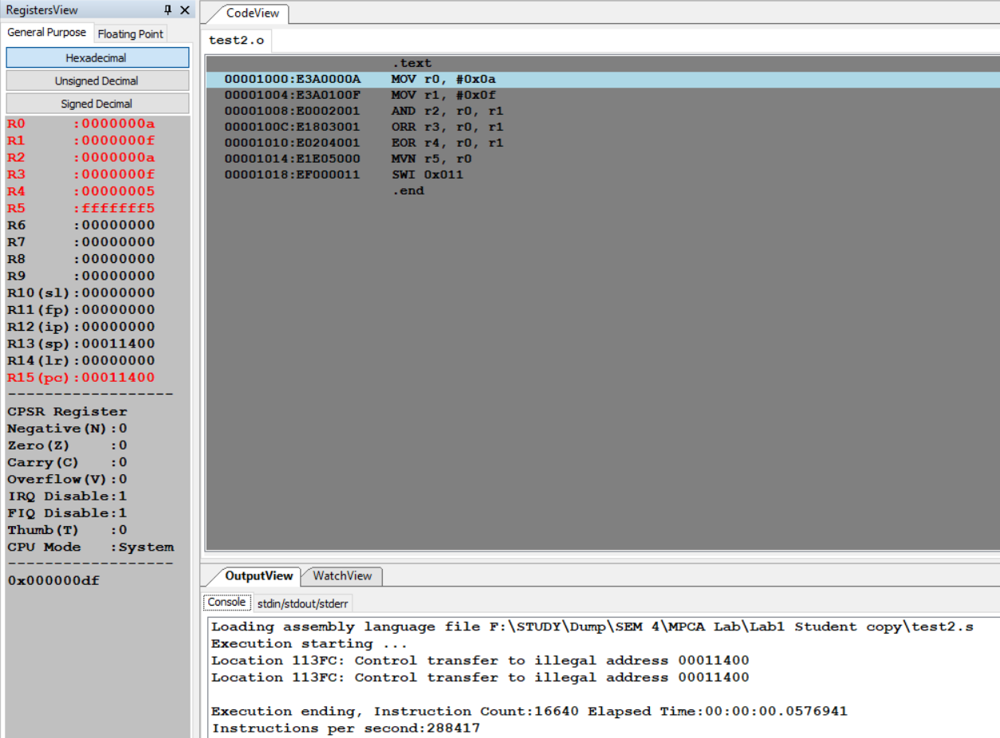 RegistersView
General Purpose Floating Point
Hexadecimal
Unsigned Decimal
Signed Decimal
R0 :0000000a
R1 :0000000f
R2 :0000000a
R3 :0000000f
R4 :00000005
R5 :fffffff5
R6 :00000000
R7 :00000000
R8 :00000000
R9 :00000000
R10(sl):00000000
R11(fp):00000000
R12(ip):00000000
R13(sp):00011400
R14(lr):00000000
R15(pc):00011400
------------------
CPSR Register
Negative(N):0
Zero(Z) :0
Carry(C) :0
Overflow(V):0
IRQ Disable:1
FIQ Disable:1
Thumb(T) :0
CPU Mode :System
------------------
0x000000df
CodeView
test2.o
.text
00001000:E3A0000A MOV r0, #0x0a
00001004:E3A0100F MOV r1, #0x0f
00001008:E0002001 AND r2, r0, r1
0000100C:E1803001 ORR r3, r0, r1
00001010:E0204001 EOR r4, r0, r1
00001014:E1E05000 MVN r5, r0
00001018:EF000011 SWI 0x011
.end
OutputView WatchView
Console stdin/stdout/stderr
Loading assembly language file F:\STUDY\Dump\SEM 4\MPCA Lab\Lab1 Student copy\test2.s
Execution starting ...
Location 113FC: Control transfer to illegal address 00011400
Location 113FC: Control transfer to illegal address 00011400
Execution ending, Instruction Count:16640 Elapsed Time:00:00:00.0576941
Instructions per second:288417